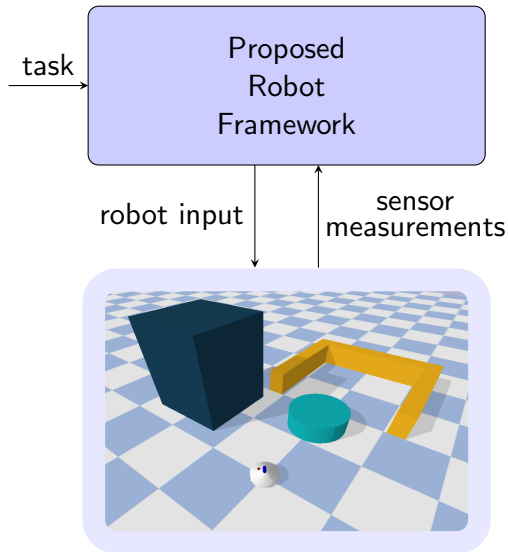 task
Proposed
Robot
Framework
robot input
sensor
measurements